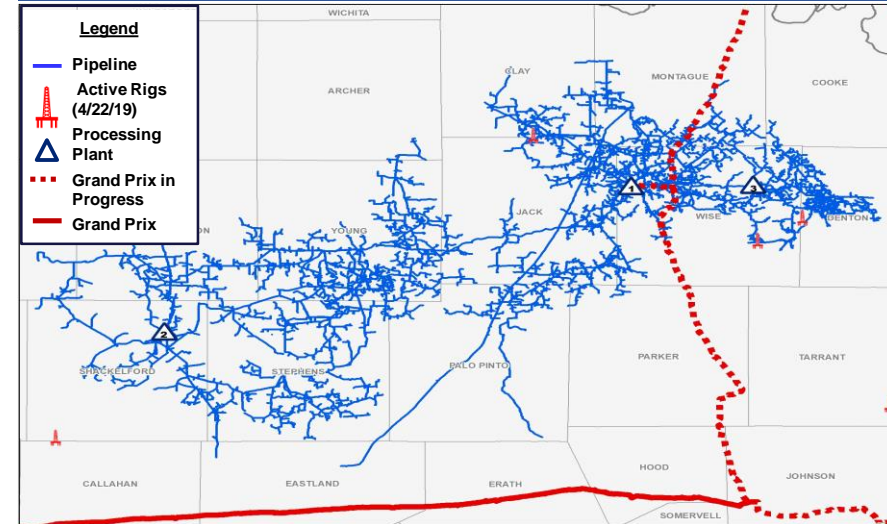 Legend
Pipeline
Active Rigs
(4/22/19)
Processing
Plant
Grand Prix in
Progress
Grand Prix
WICHITA
CLAY
MONTAGUE
COOKE
ARCHER
1
3
JACK
WISE
DENTON
ON
YOUNG
2
SHACKELFORD
STEPHENS
PALO PINTO
PARKER
TARRANT
HOOD
JOHNSON
CALLAHAN
EASTLAND
ERATH
SOMERVELL